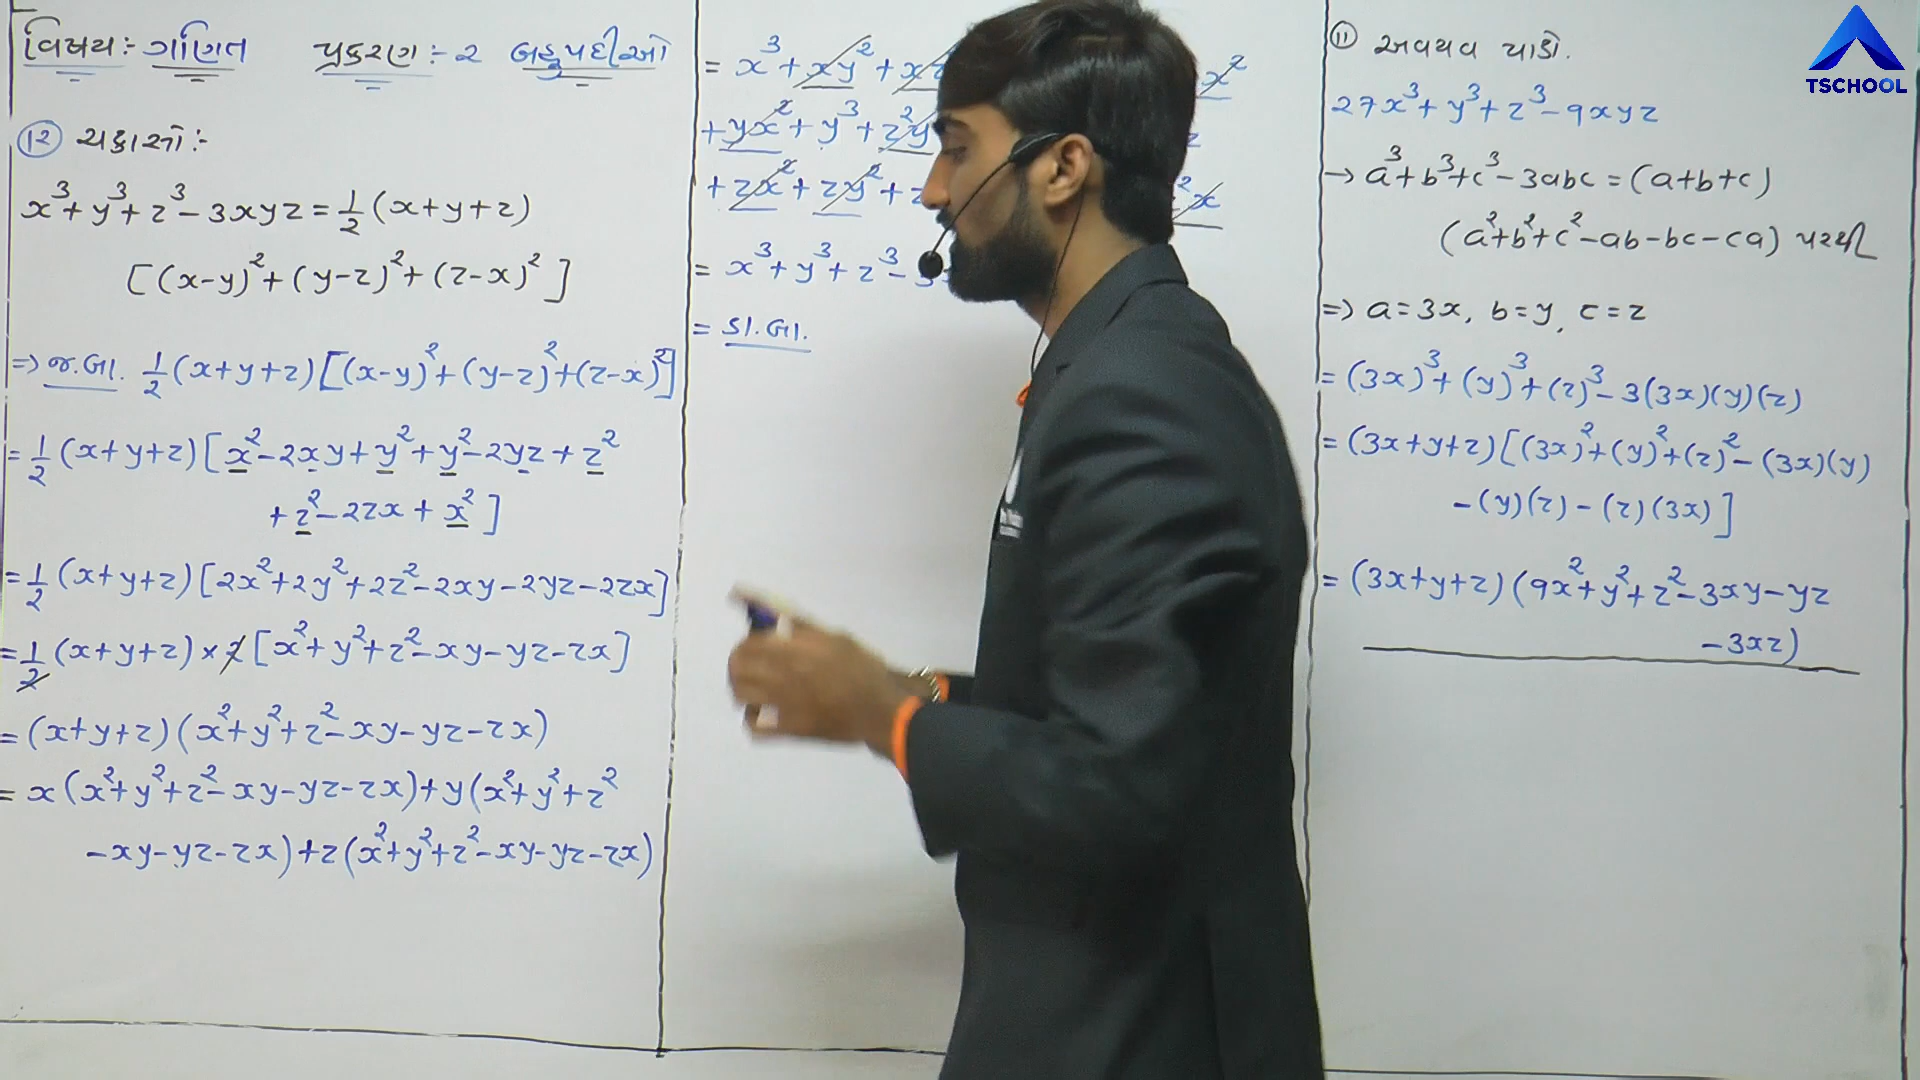 વિષય:- ગણિત પ્રકરણ:- ૨ બહુપદીઓ
(૧૨) ચકાસો:-
x³+y³+z³-3xyz=1/2(x+y+z)
[(x-y)²+(y-z)²+(z-x)²]
=> જ.બા. 1/2(x+y+z)[(x-y)²+(y-z)²+(z-x)²]
=1/2(x+y+z)[x²-2xy+y²+y²-2yz+z²
+z²-2zx+x²]
=1/2(x+y+z)[2x²+2y²+2z²-2xy-2yz-2zx]
=1/2(x+y+z)×2[x²+y²+z²-xy-yz-zx]
=(x+y+z)(x²+y²+z²-xy-yz-zx)
=x(x²+y²+z²-xy-yz-zx)+y(x²+y²+z²
-xy-yz-zx)+z(x²+y²+z²-xy-yz-zx)
=x³+xy²+ x²
+yx²+y³+z²y
+zx²+zy²+ ²x
=x³+y³+z³-
=ડા.બા.
(11) અવયવ પાડો.
27x³+y³+z³-9xyz
→a³+b³+c³-3abc=(a+b+c)
(a²+b²+c²-ab-bc-ca) પરથી
=> a=3x, b=y, c=z
=(3x)³+(y)³+(z)³-3(3x)(y)(z)
=(3x+y+z)[(3x)²+(y)²+(z)²-(3x)(y)
-(y)(z)-(z)(3x)]
=(3x+y+z)(9x²+y²+z²-3xy-yz
-3xz)
TSCHOOL